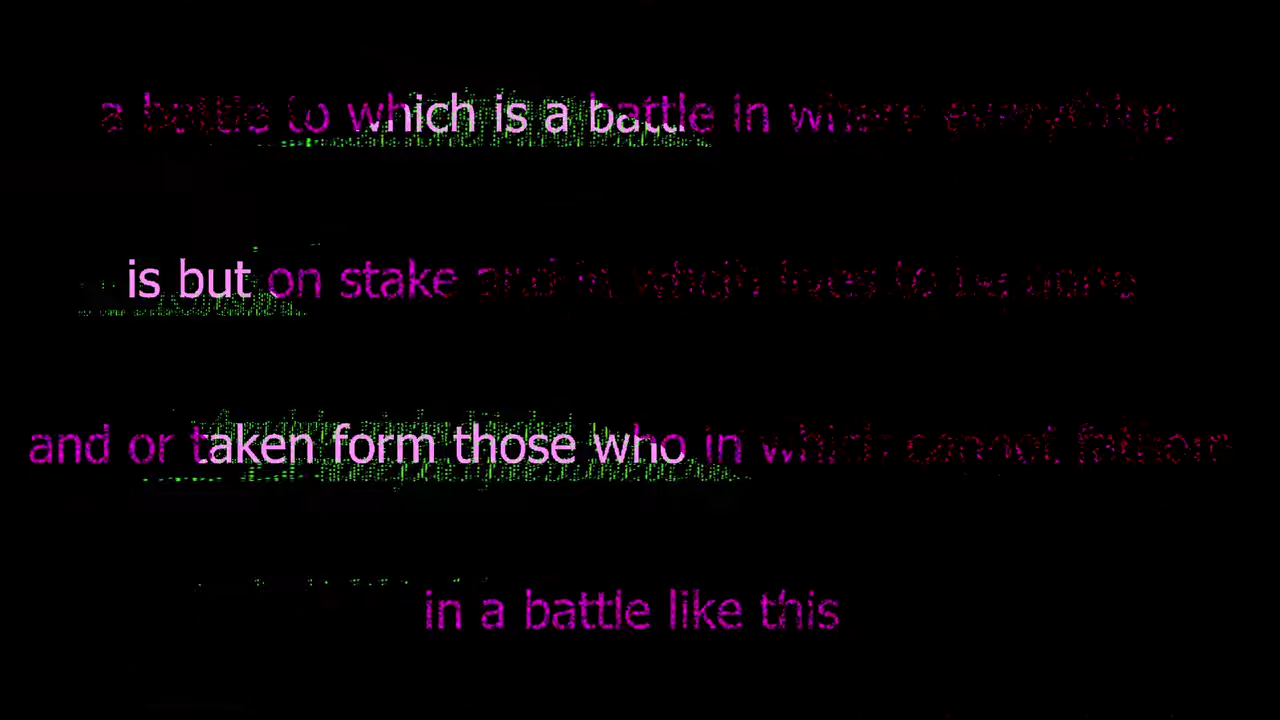 a battle to which is a battle in where everything
is but on stake and in which lives to be gone
and or taken form those who in which cannot fathom
in a battle like this